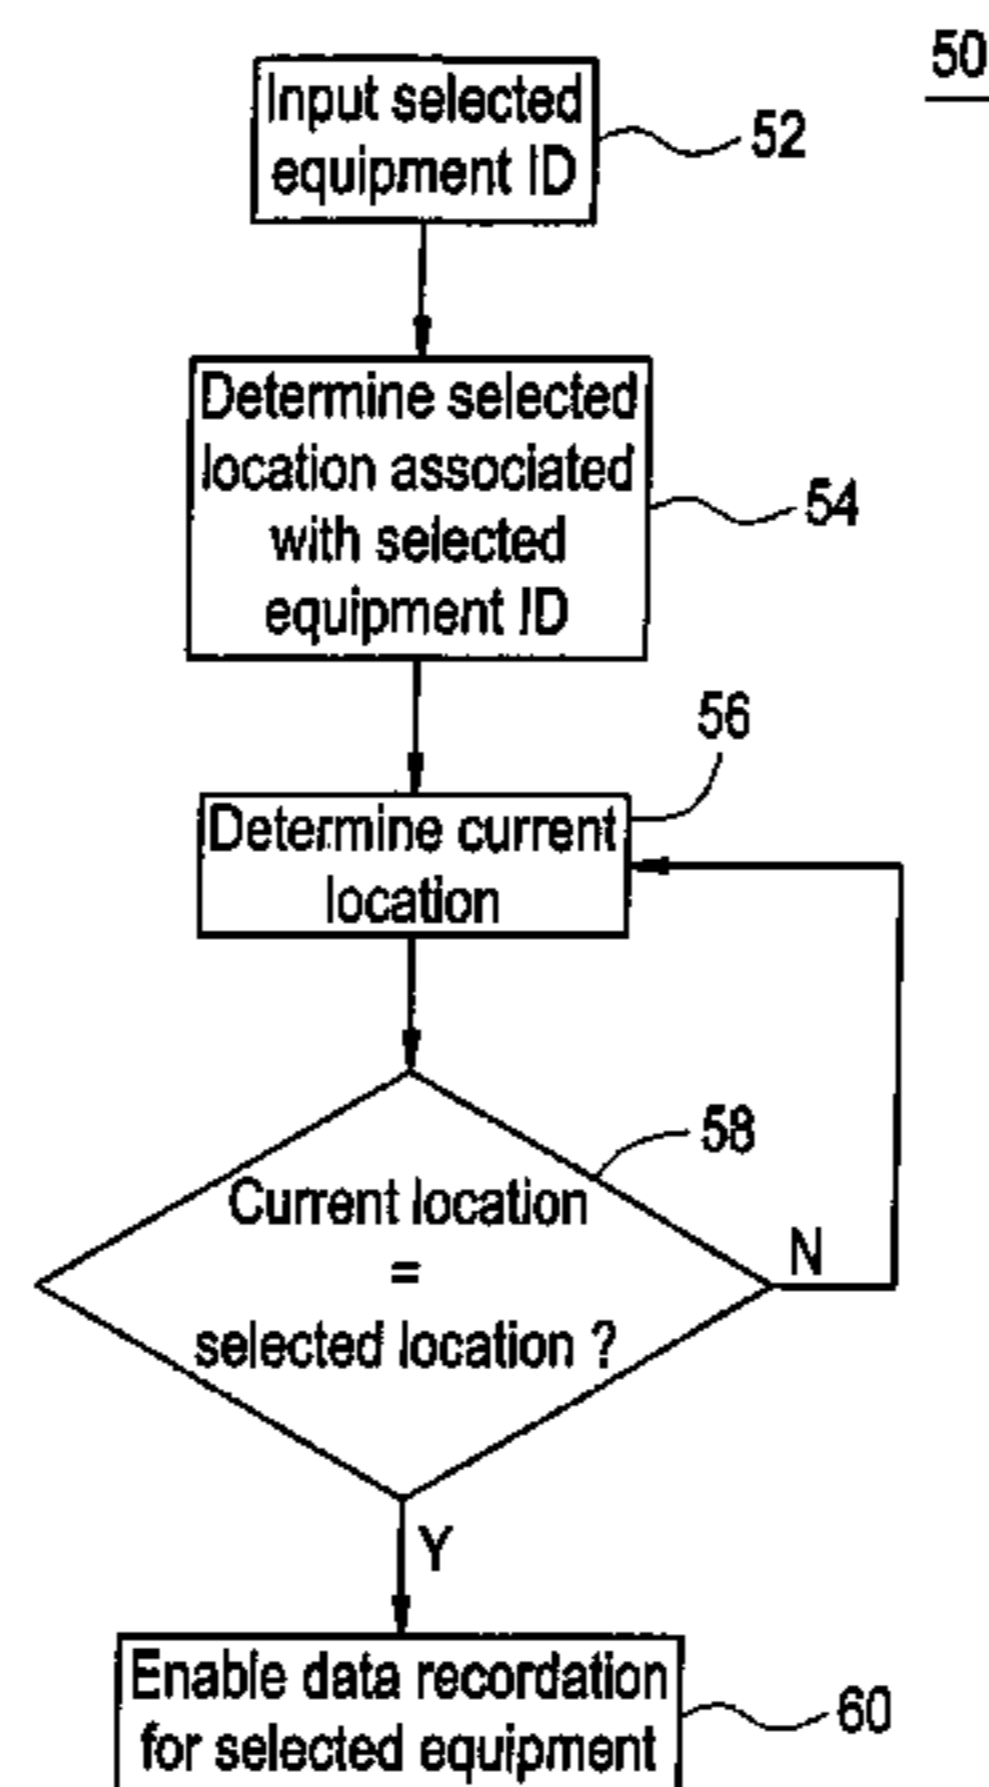 50
Input selected
equipment ID
52
Determine selected
location associated
with selected
equipment ID
54
56
Determine current
location
58
Current location
=
selected location ?
N
Y
Enable data recordation
for selected equipment
60